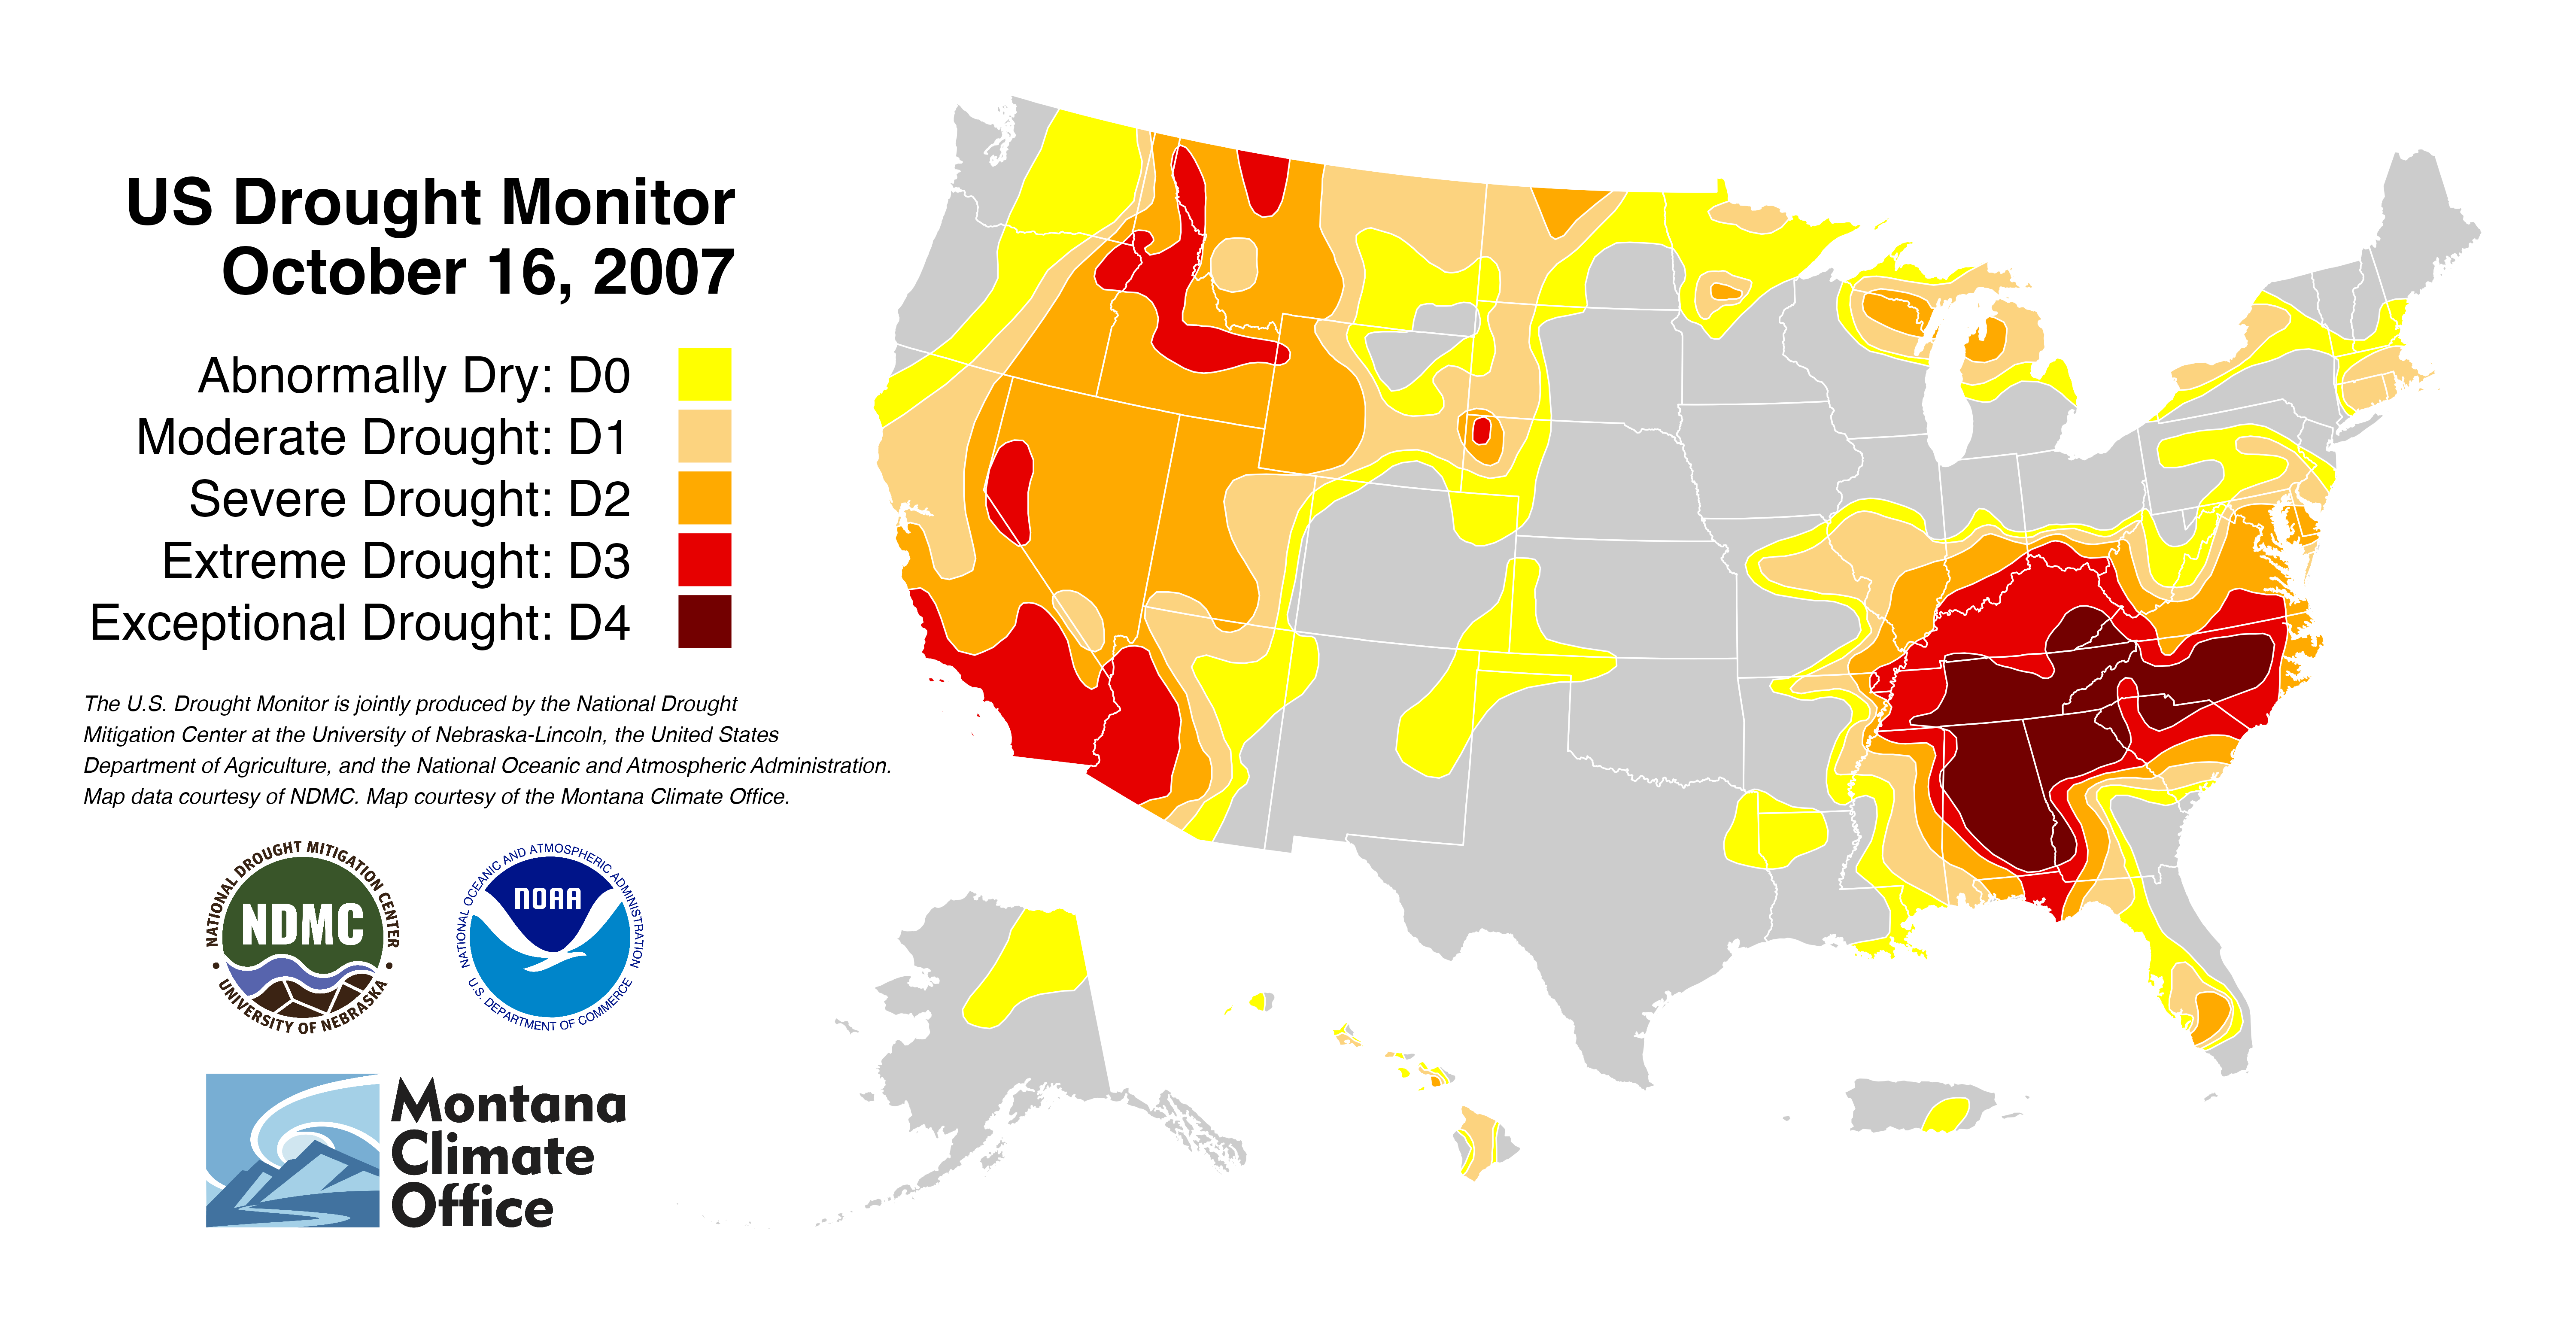 US Drought Monitor
October 16, 2007
Abnormally Dry: D0
Moderate Drought: D1
Severe Drought: D2
Extreme Drought: D3
Exceptional Drought: D4
The U.S. Drought Monitor is jointly produced by the National Drought
Mitigation Center at the University of Nebraska-Lincoln, the United States
Department of Agriculture, and the National Oceanic and Atmospheric Administration.
Map data courtesy of NDMC. Map courtesy of the Montana Climate Office.
NATIONAL DROUGHT MITIGATION CENTER
NDMC
• UNIVERSITY OF NEBRASKA •
NATIONAL OCEANIC AND ATMOSPHERIC ADMINISTRATION
NOAA
U.S. DEPARTMENT OF COMMERCE
Montana
Climate
Office